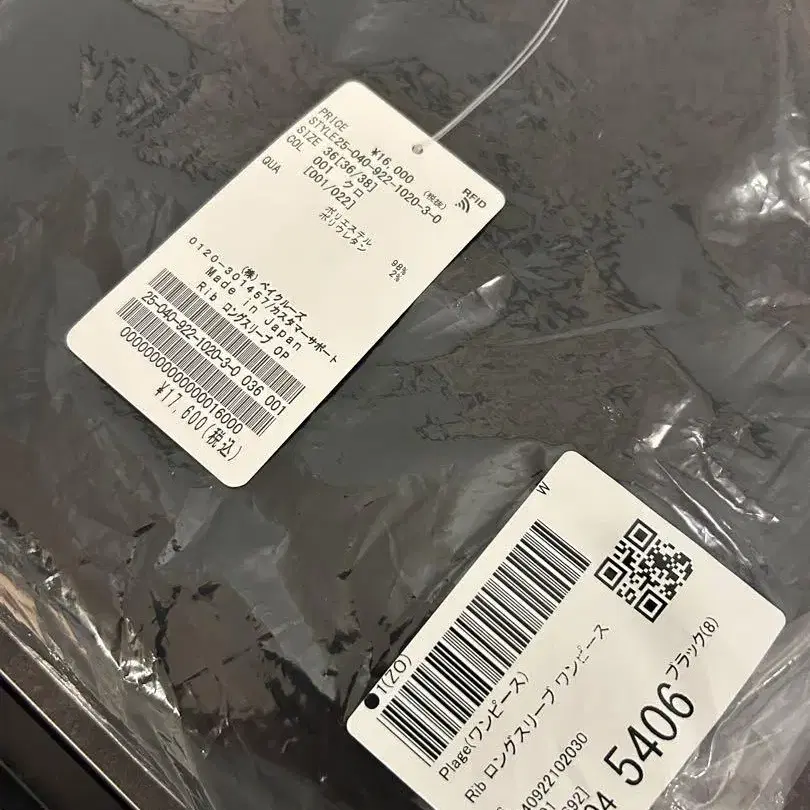 PRICE ¥16,000 (税抜) RFID
STYLE25-040-922-1020-3-0
SIZE 36[36/38]
COL 001 クロ
[001/022]
QUA ポリエステル 98%
ポリウレタン 2%
(株) ベイクルーズ
0120-301457/カスタマーサポート
Made in Japan
Rib ロングスリーブ OP
25-040-922-1020-3-0 036 001
0000000000000016000
¥17,600(税込)
W
1(ZO)
Plage(ワンピース)
Rib ロングスリーブ ワンピース
40922102030
5406 ブラック(8)